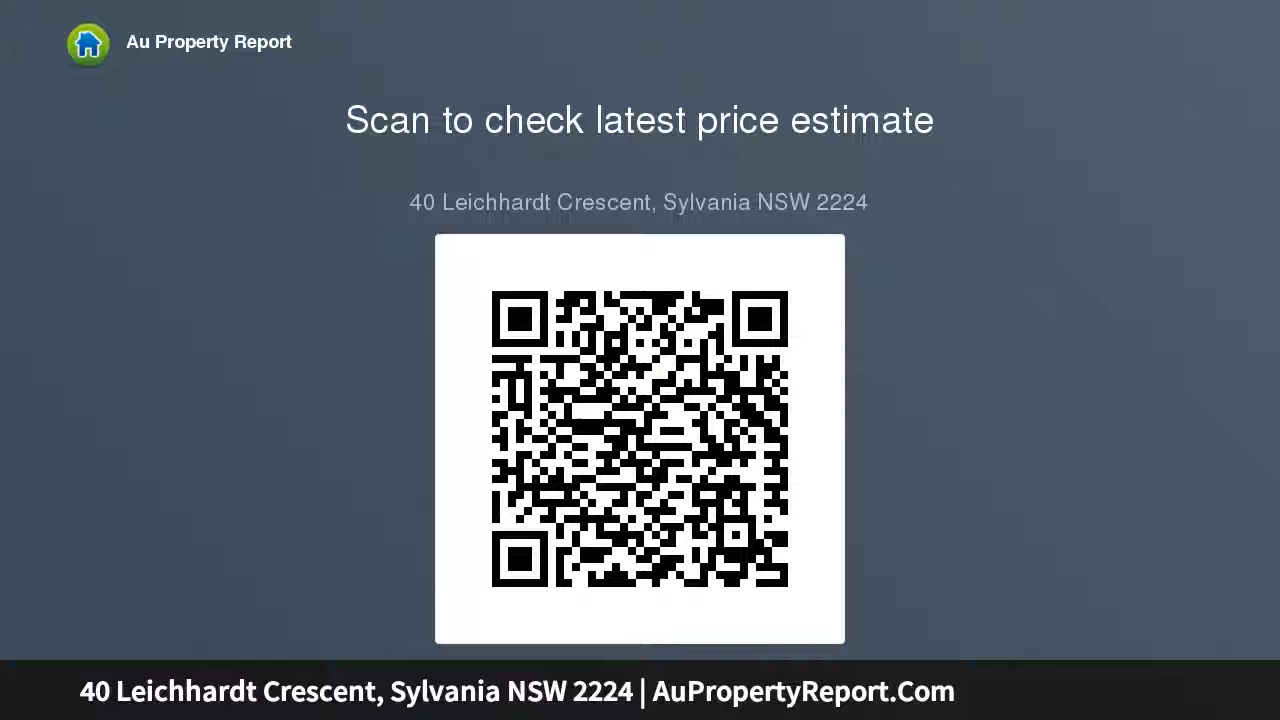 Au Property Report
Scan to check latest price estimate
40 Leichhardt Crescent, Sylvania NSW 2224
40 Leichhardt Crescent, Sylvania NSW 2224 | AuPropertyReport.Com